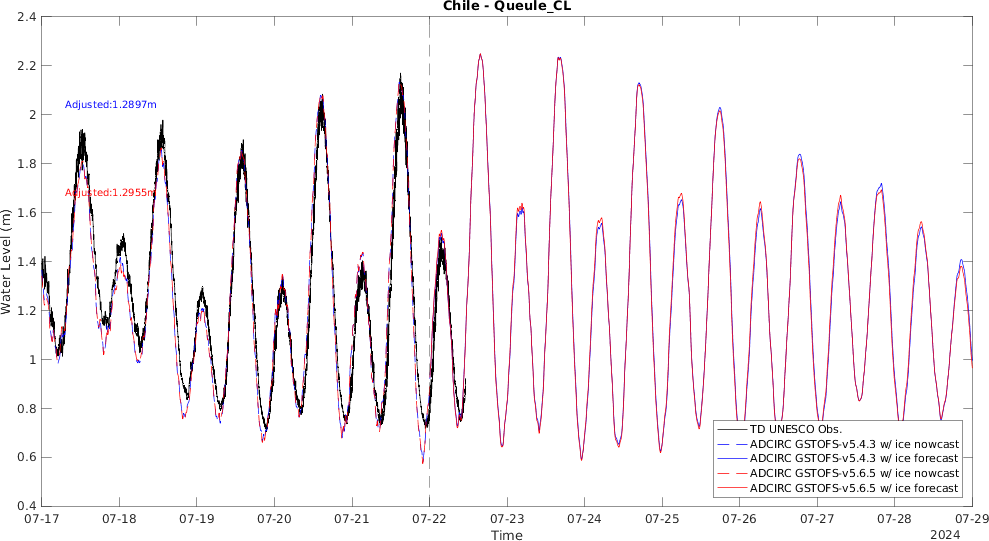 Chile - Queule_CL
2.4
2.2
2
1.8
1.6
1.4
1.2
1
0.8
0.6
0.4
Water Level (m)
Adjusted:1.2897m
Adjusted:1.2955m
TD UNESCO Obs.
ADCIRC GSTOFS-v5.4.3 w/ ice nowcast
ADCIRC GSTOFS-v5.4.3 w/ ice forecast
ADCIRC GSTOFS-v5.6.5 w/ ice nowcast
ADCIRC GSTOFS-v5.6.5 w/ ice forecast
07-17 07-18 07-19 07-20 07-21 07-22 07-23 07-24 07-25 07-26 07-27 07-28 07-29
Time
2024